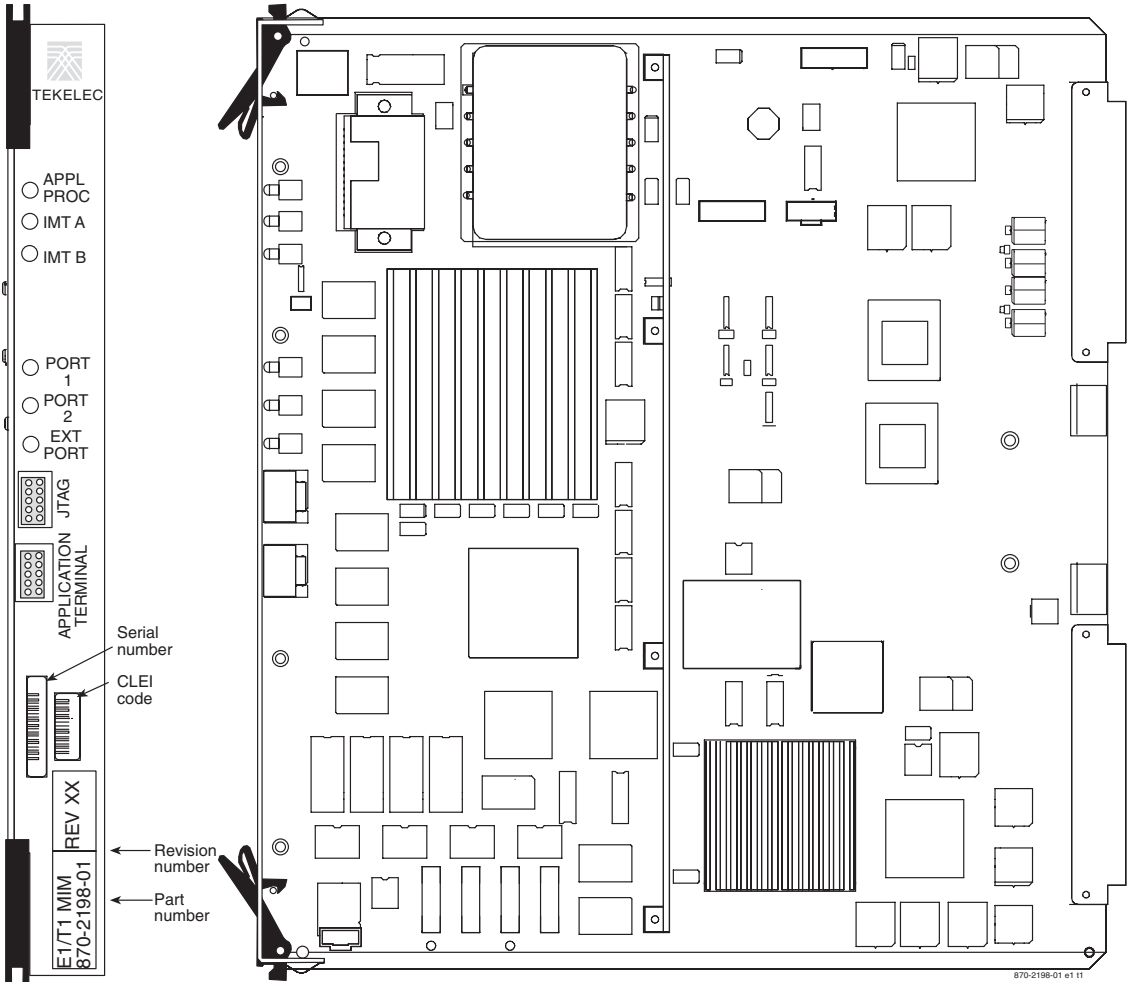 TEKELEC
APPL
PROC
IMT A
IMT B
PORT
1
PORT
2
EXT
PORT
JTAG
APPLICATION
TERMINAL
Serial
number
CLEI
code
REV XX
Revision
number
E1/T1 MIM
870-2198-01
Part
number
870-2198-01 e1 t1